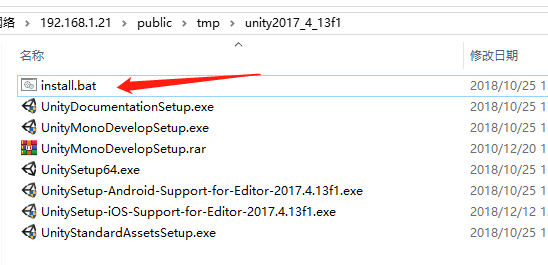 网络 › 192.168.1.21 › public › tmp › unity2017_4_13f1
名称 修改日期
install.bat 2018/10/25 1
UnityDocumentationSetup.exe 2018/10/25 1
UnityMonoDevelopSetup.exe 2018/10/25 1
UnityMonoDevelopSetup.rar 2010/12/20 1
UnitySetup64.exe 2018/10/25 1
UnitySetup-Android-Support-for-Editor-2017.4.13f1.exe 2018/10/25 1
UnitySetup-iOS-Support-for-Editor-2017.4.13f1.exe 2018/12/12 1
UnityStandardAssetsSetup.exe 2018/10/25 1